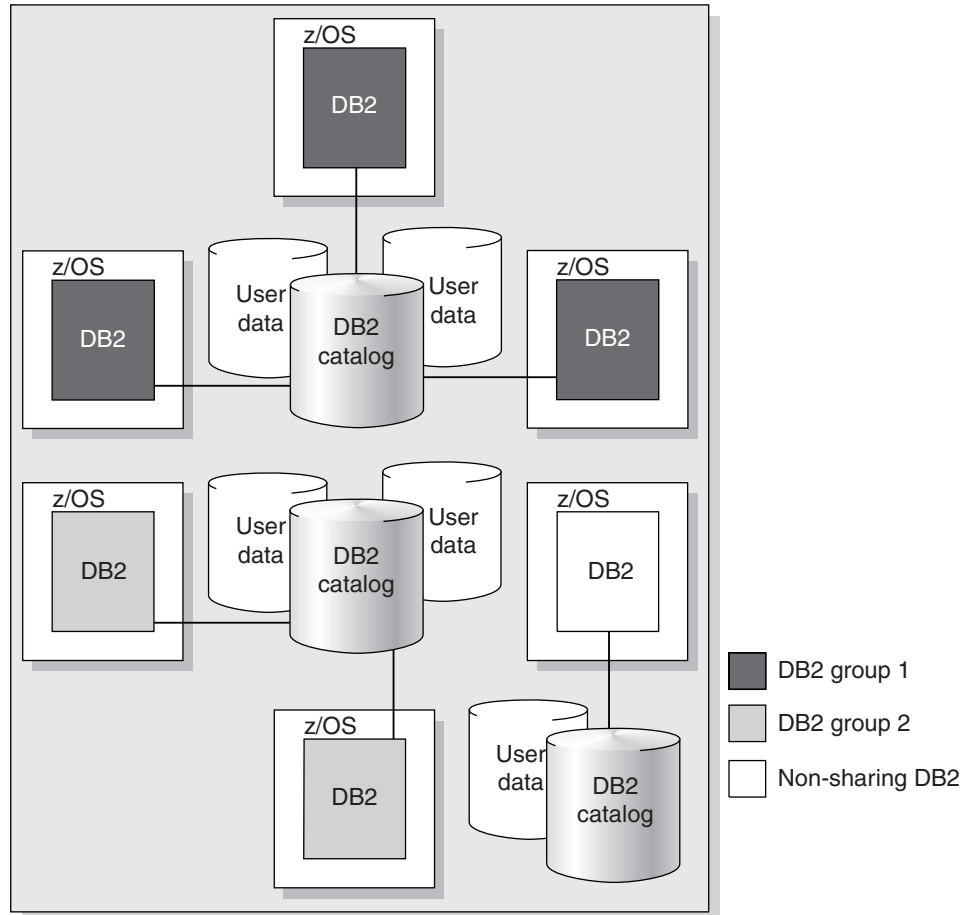 z/OS
DB2
z/OS
DB2
User
data
DB2
catalog
User
data
z/OS
DB2
z/OS
DB2
User
data
DB2
catalog
User
data
z/OS
DB2
z/OS
DB2
User
data
DB2
catalog
DB2 group 1
DB2 group 2
Non-sharing DB2